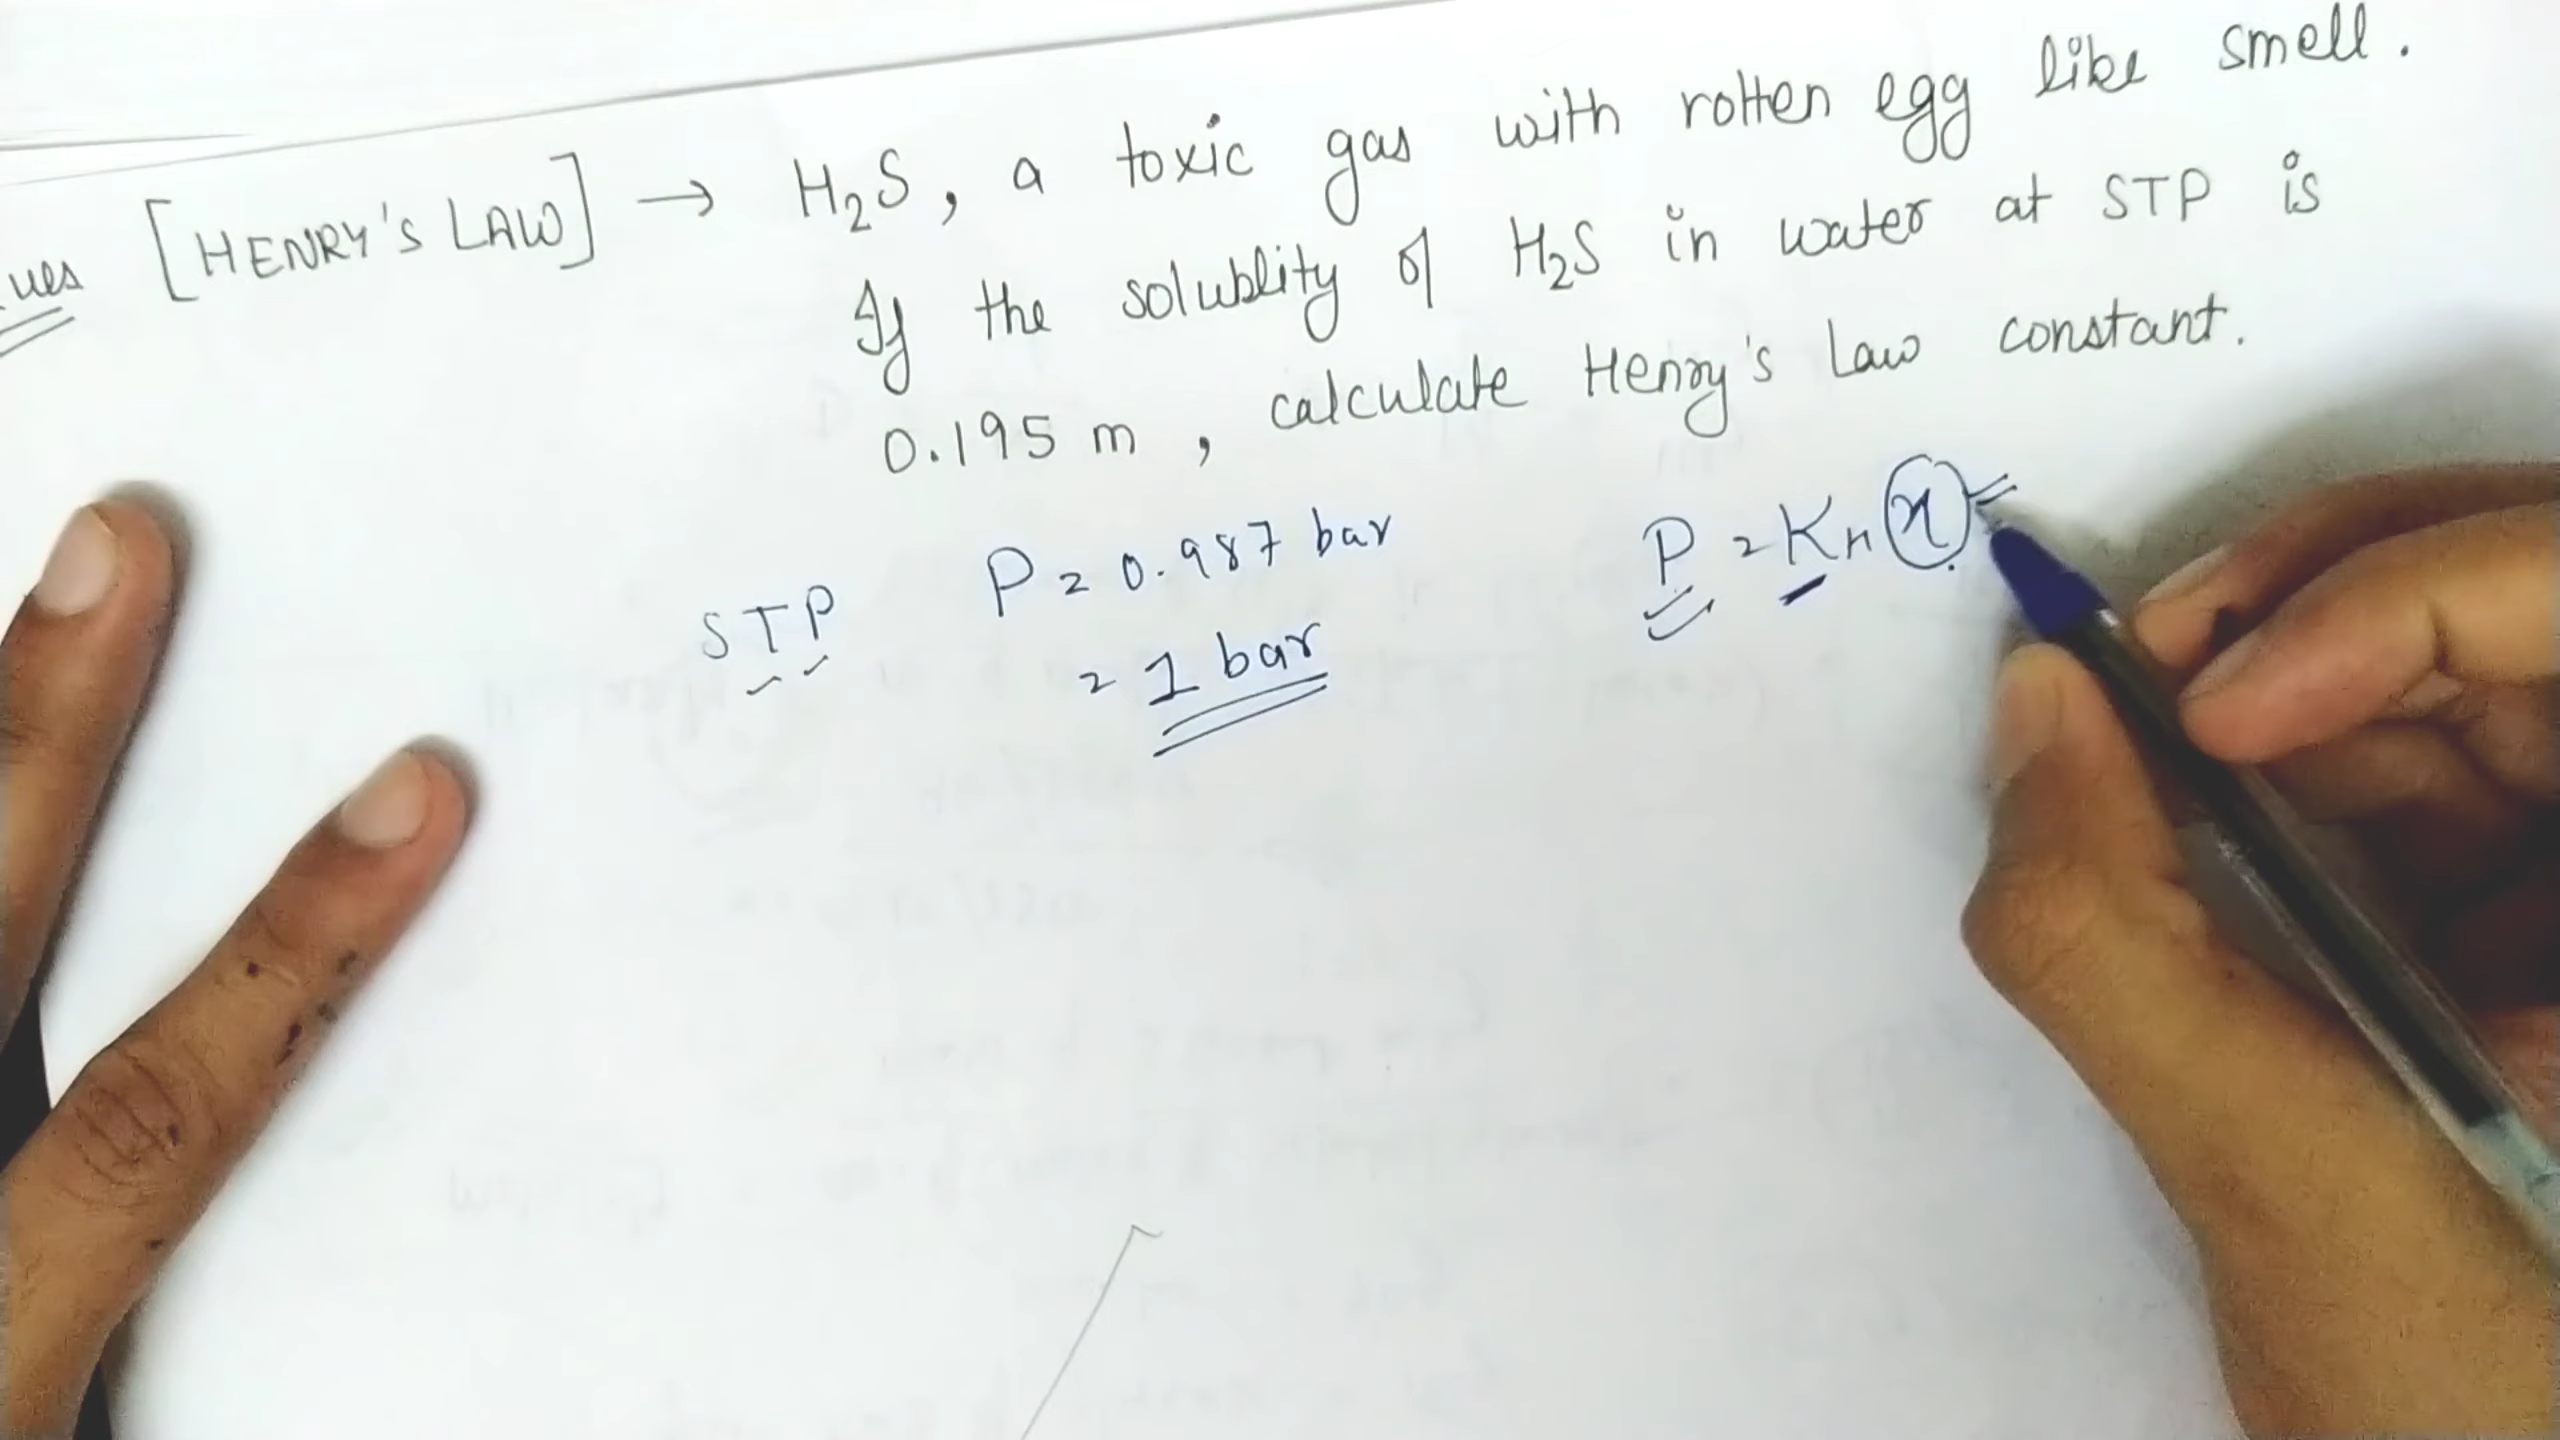 ues [HENRY'S LAW] → H₂S, a toxic gas with rotten egg like smell.
If the solublity of H₂S in water at STP is
0.195 m, calculate Henry's Law constant.
STP P = 0.987 bar P = K_H x =
= 1 bar